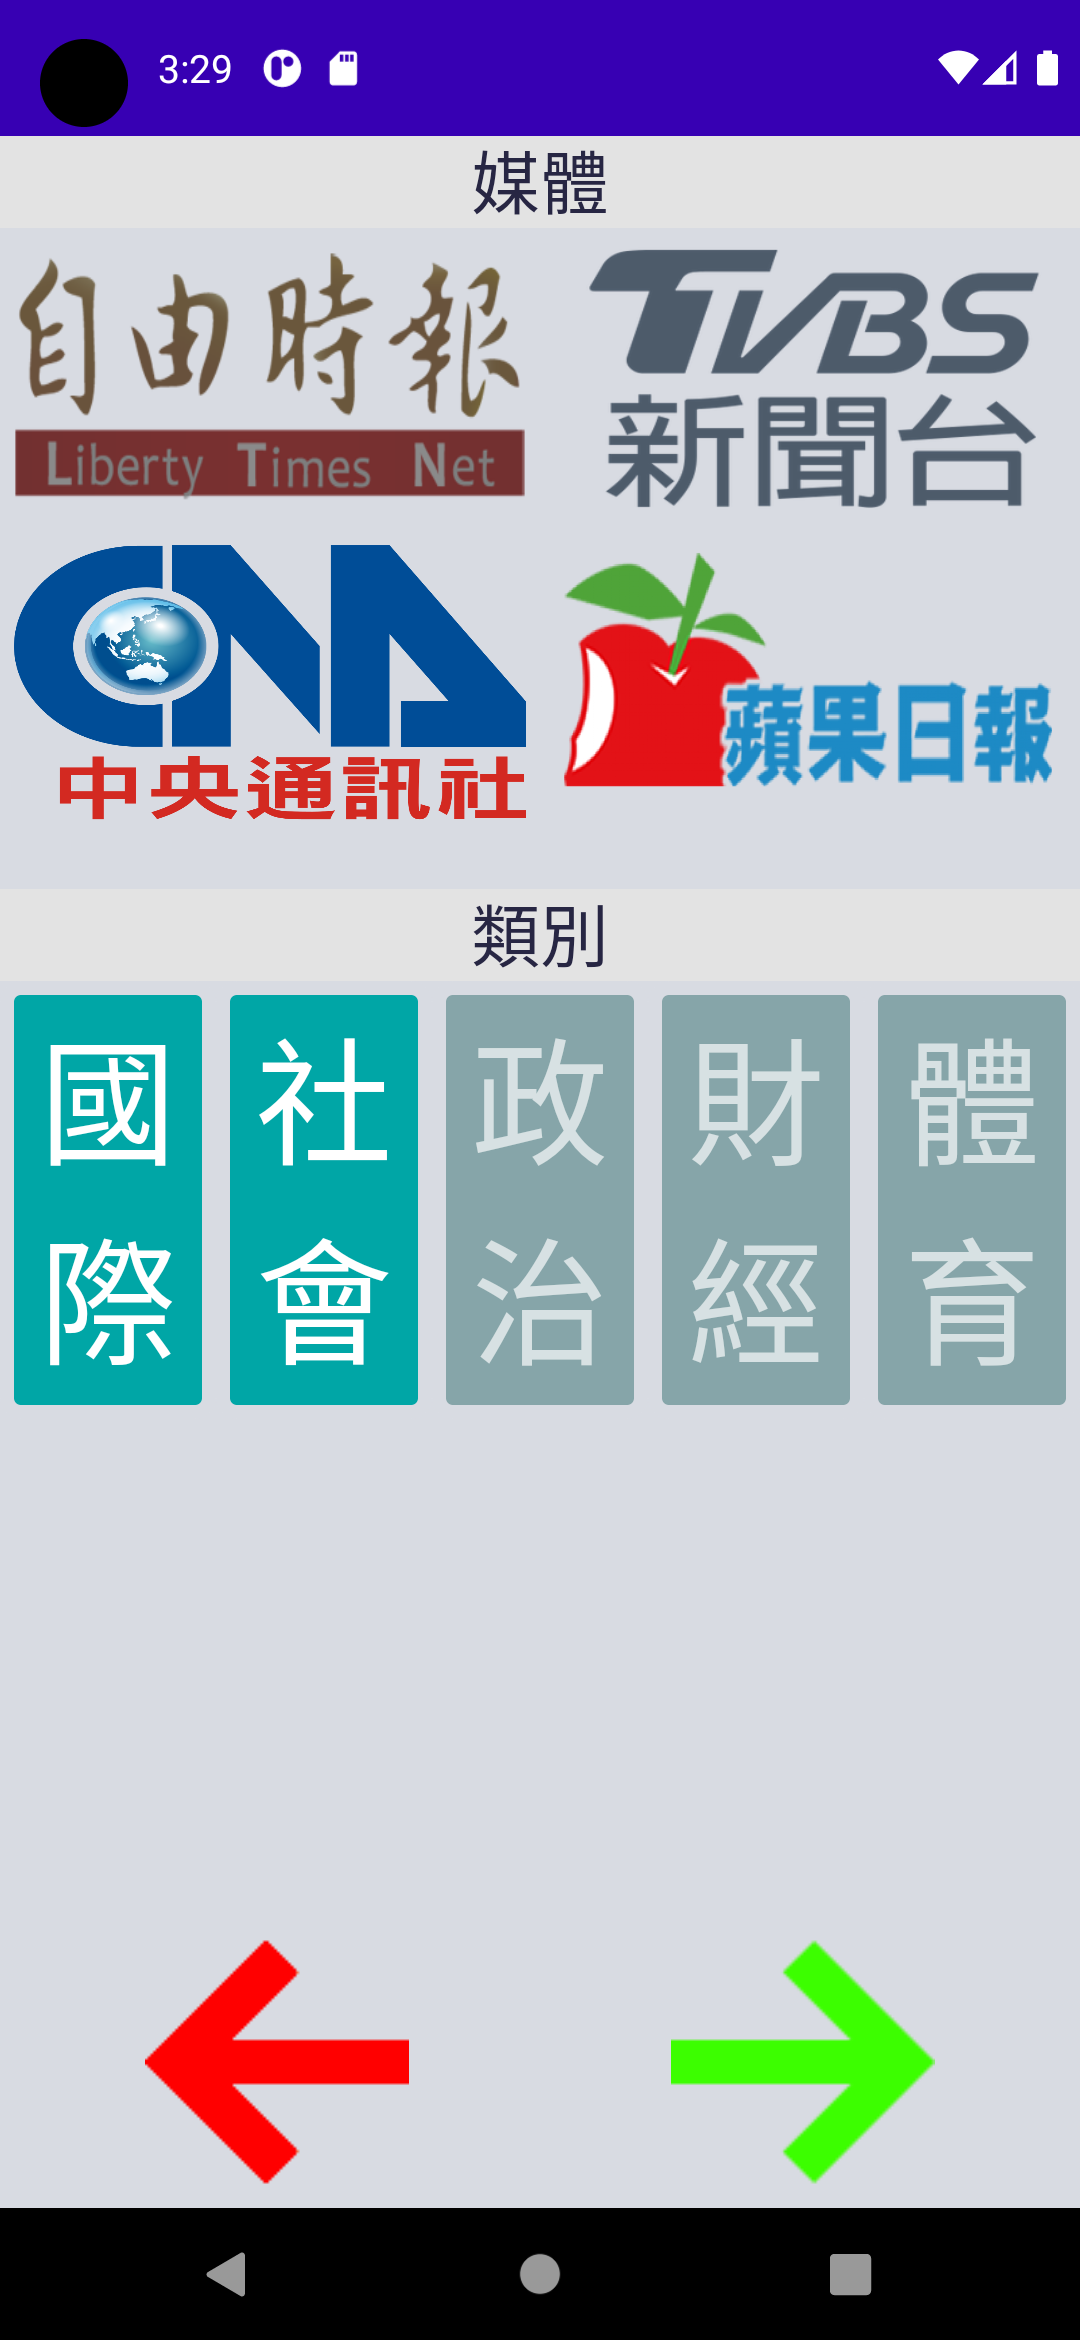 3:29
媒體
自由時報
Liberty Times Net
TVBS
新聞台
CNA
中央通訊社
蘋果日報
類別
國際
社會
政治
財經
體育